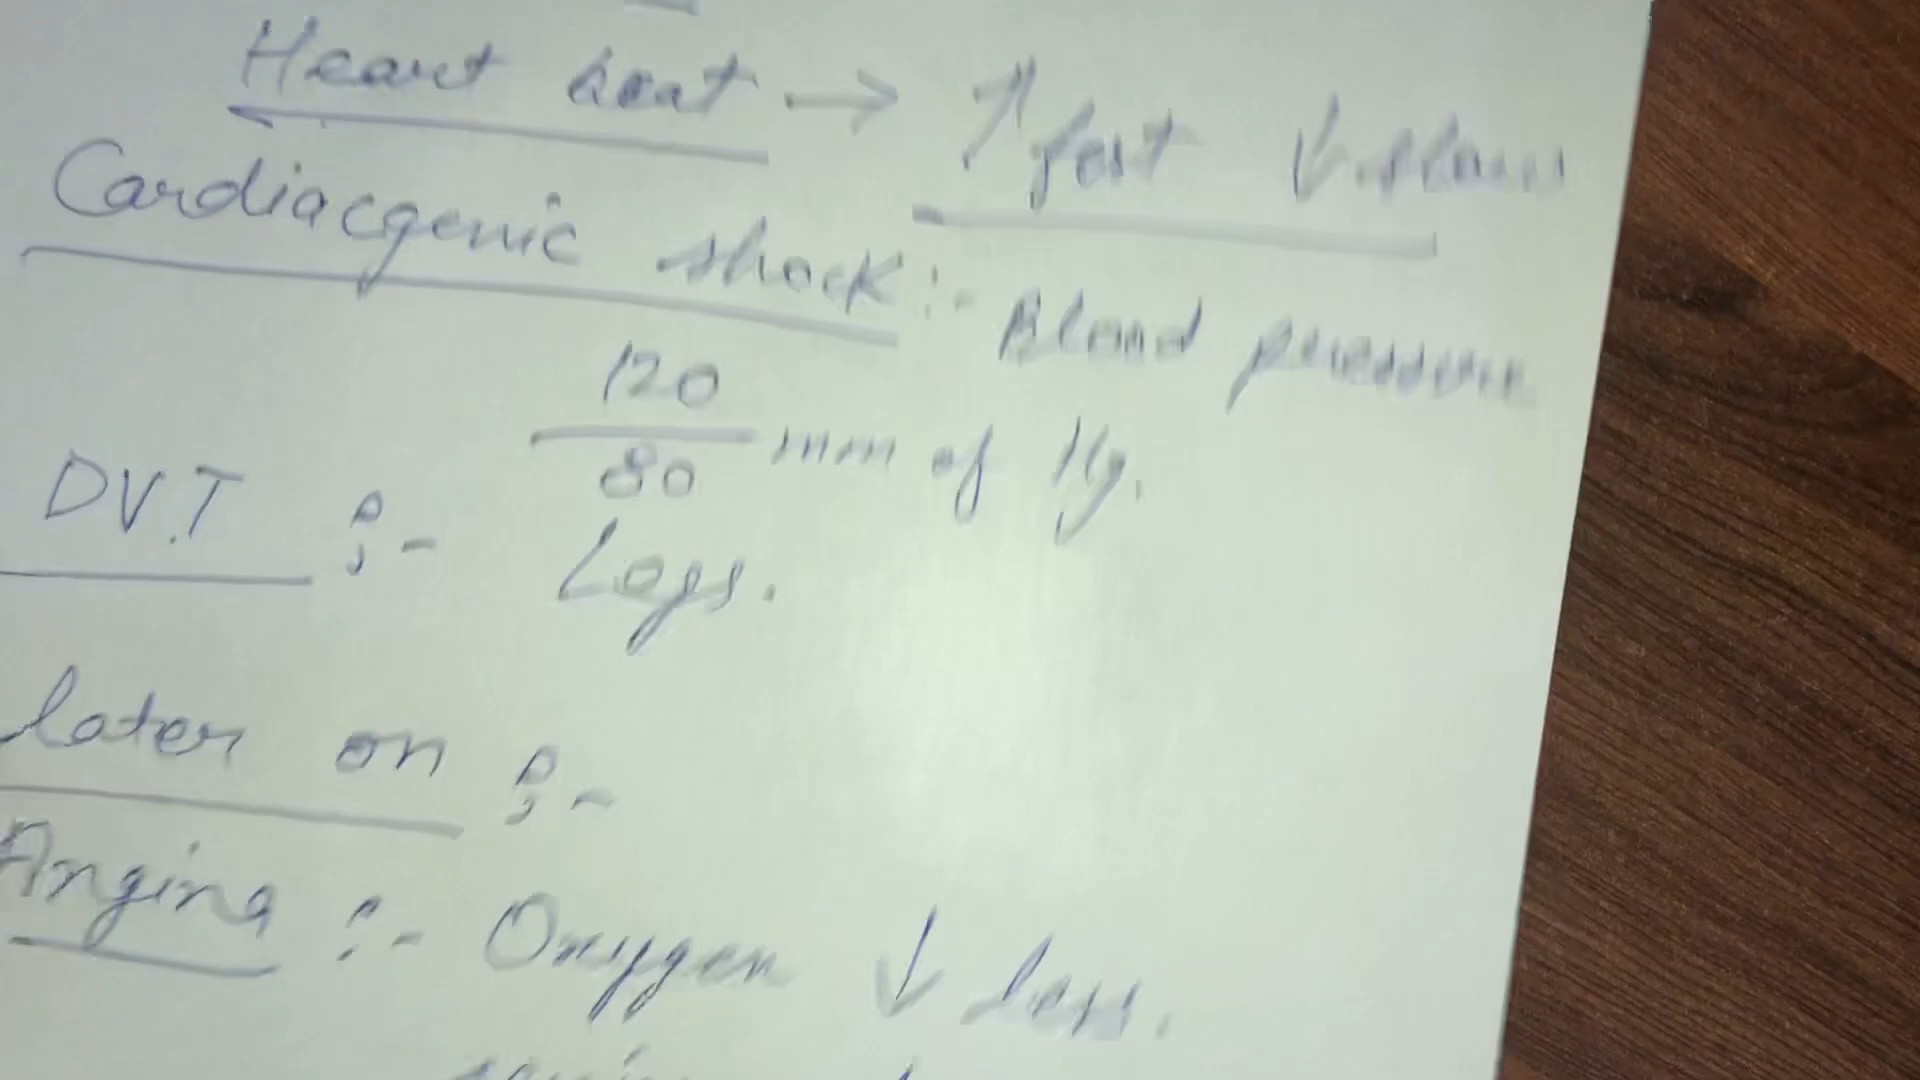 Heart beat → ↑ fast ↓ slow
Cardiacgenic shock :- Blood pressure
120
80 mm of Hg.
DV.T :- Legs.
later on :-
Angina :- Oxygen ↓ less.